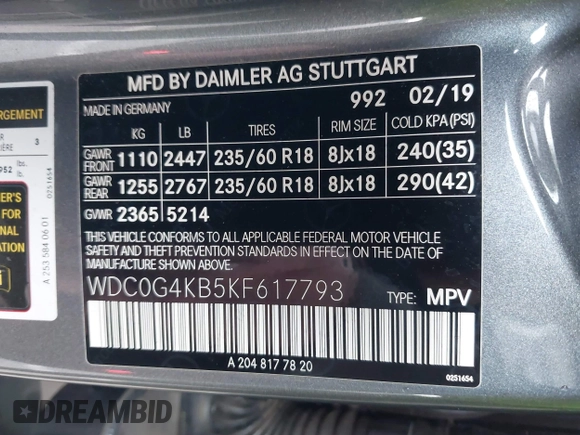 ARGEMENT
3
952 lbs.
lb.
ER'S
FOR
NAL
ATION
A 253 584 06 01
0251654
MFD BY DAIMLER AG STUTTGART
MADE IN GERMANY 992 02/19
KG LB TIRES RIM SIZE COLD KPA(PSI)
GAWR FRONT 1110 2447 235/60 R18 8Jx18 240(35)
GAWR REAR 1255 2767 235/60 R18 8Jx18 290(42)
GVWR 2365 5214
THIS VEHICLE CONFORMS TO ALL APPLICABLE FEDERAL MOTOR VEHICLE
SAFETY AND THEFT PREVENTION STANDARDS IN EFFECT ON THE DATE
OF MANUFACTURE SHOWN ABOVE.
WDC0G4KB5KF617793 TYPE: MPV
A 204 817 78 20
0251654
DREAMBID